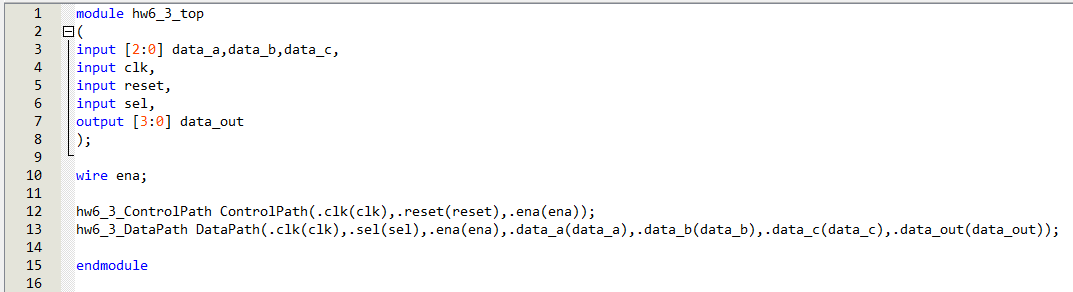 1 module hw6_3_top
2 (
3 input [2:0] data_a,data_b,data_c,
4 input clk,
5 input reset,
6 input sel,
7 output [3:0] data_out
8 );
9
10 wire ena;
11
12 hw6_3_ControlPath ControlPath(.clk(clk),.reset(reset),.ena(ena));
13 hw6_3_DataPath DataPath(.clk(clk),.sel(sel),.ena(ena),.data_a(data_a),.data_b(data_b),.data_c(data_c),.data_out(data_out));
14
15 endmodule
16